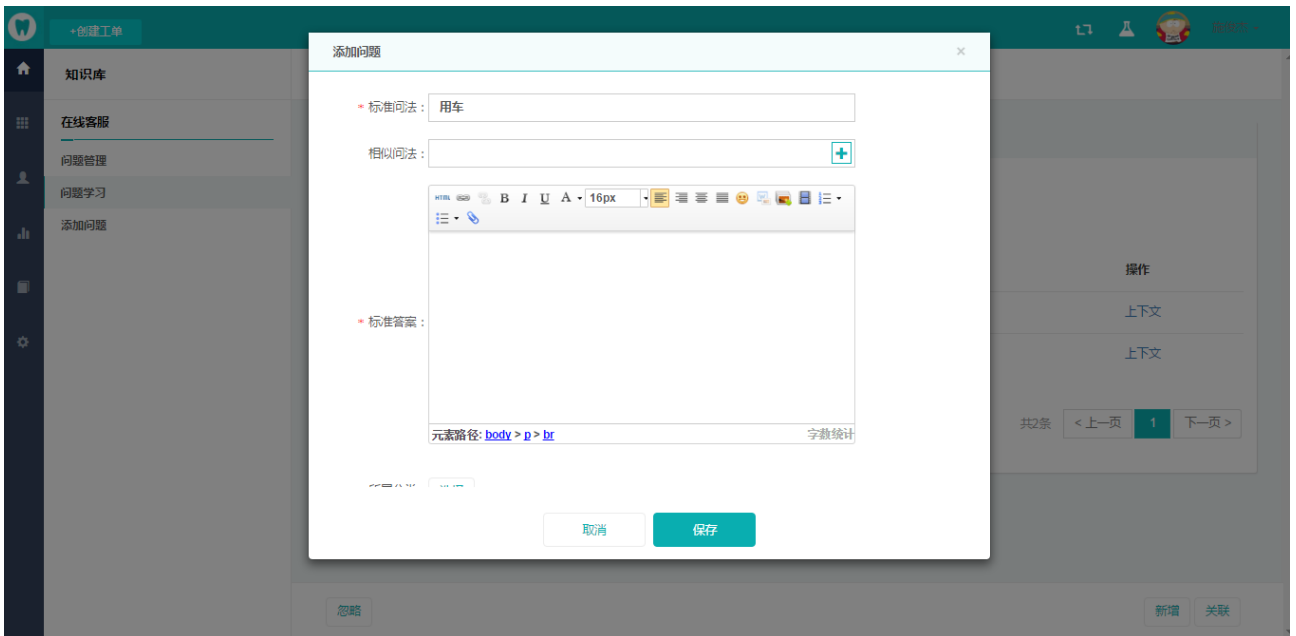 +创建工单
添加问题
×
知识库
* 标准问法： 用车
在线客服
相似问法：
问题管理
问题学习
HTML B I U A 16px
添加问题
操作
上下文
* 标准答案：
上下文
共2条 < 上一页 1 下一页 >
元素路径: body > p > br 字数统计
取消 保存
忽略 新增 关联